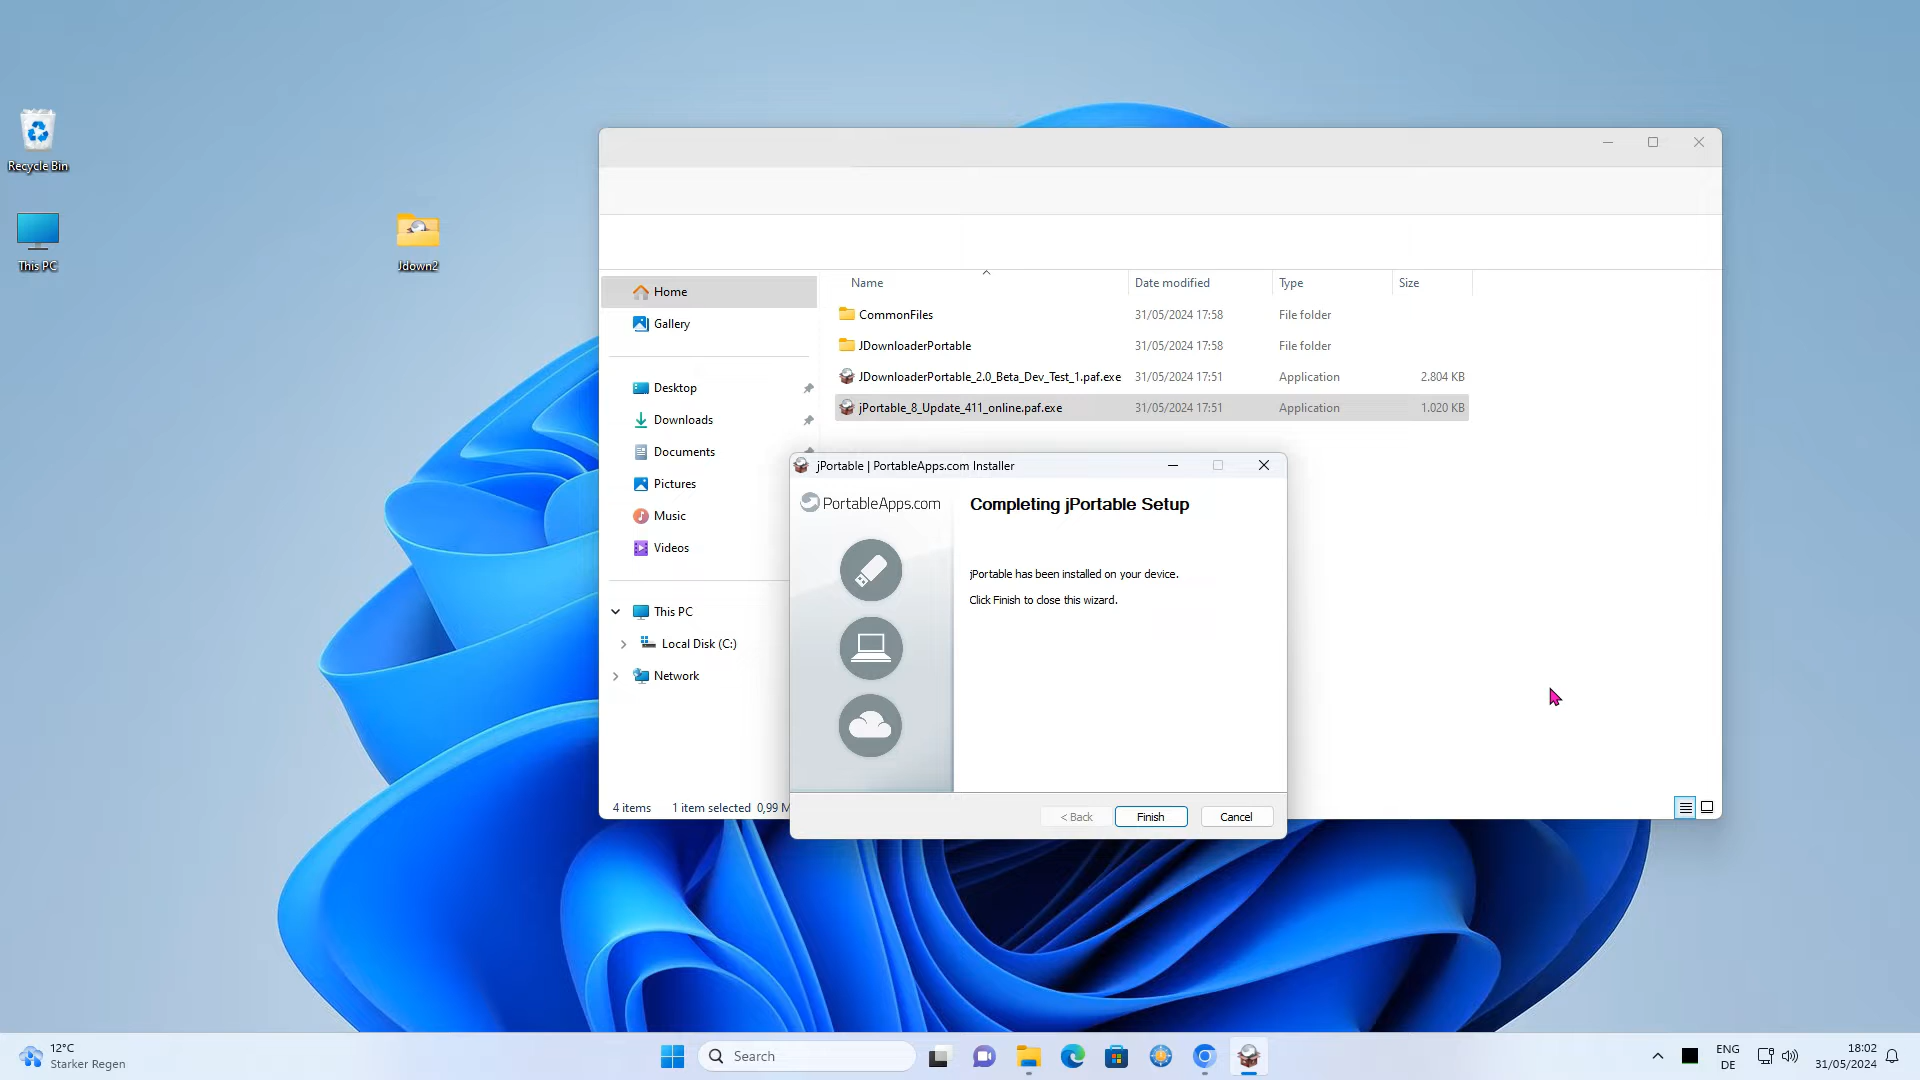 Recycle Bin
This PC
Jdown2
Name
Date modified
Type
Size
Home
Gallery
Desktop
Downloads
Documents
Pictures
Music
Videos
This PC
Local Disk (C:)
Network
CommonFiles 31/05/2024 17:58 File folder
JDownloaderPortable 31/05/2024 17:58 File folder
JDownloaderPortable_2.0_Beta_Dev_Test_1.paf.exe 31/05/2024 17:51 Application 2.804 KB
jPortable_8_Update_411_online.paf.exe 31/05/2024 17:51 Application 1.020 KB
4 items 1 item selected 0,99 M
jPortable | PortableApps.com Installer
PortableApps.com
Completing jPortable Setup
jPortable has been installed on your device.
Click Finish to close this wizard.
< Back
Finish
Cancel
12°C
Starker Regen
Search
ENG
DE
18:02
31/05/2024